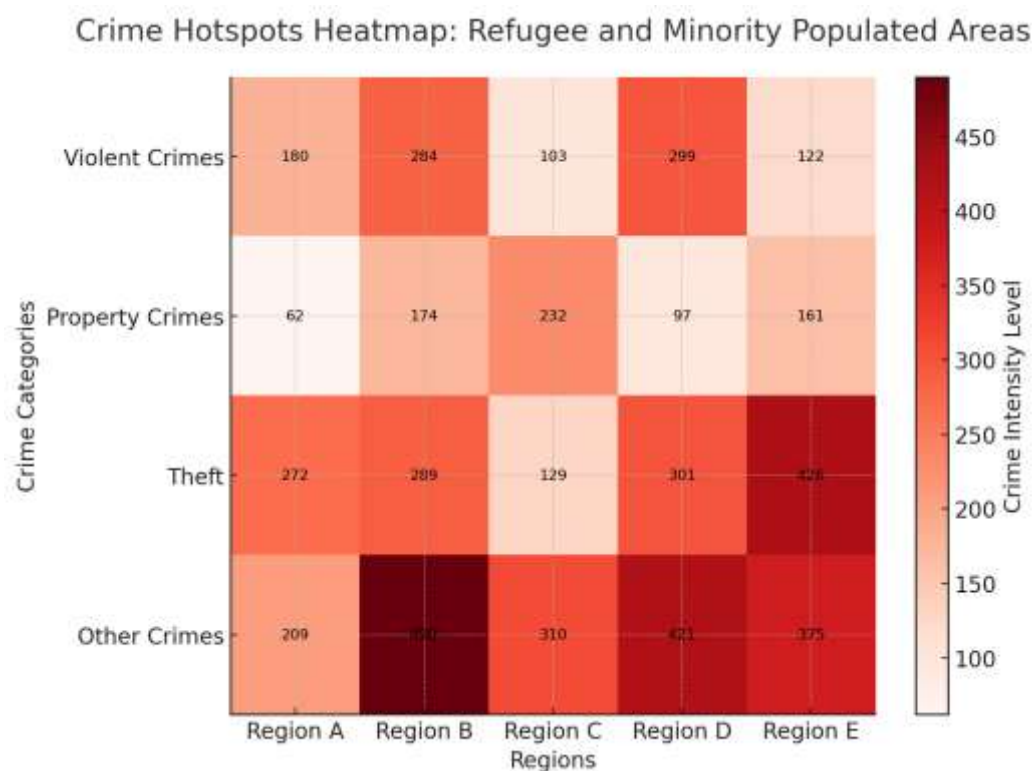 Crime Hotspots Heatmap: Refugee and Minority Populated Areas
Violent Crimes 180 284 103 299 122
Property Crimes 62 174 232 97 161
Theft 272 289 129 301
Other Crimes 209 310 421 375
Region A Region B Region C Region D Region E
Regions
Crime Categories
450
400
350
300
250
200
150
100
Crime Intensity Level